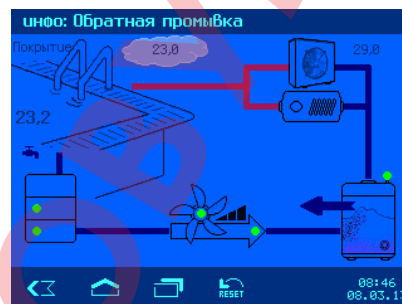 инфо: Обратная промывка
Покрытие 23,0 29,0
23,2
RESET
08:46
08.03.1